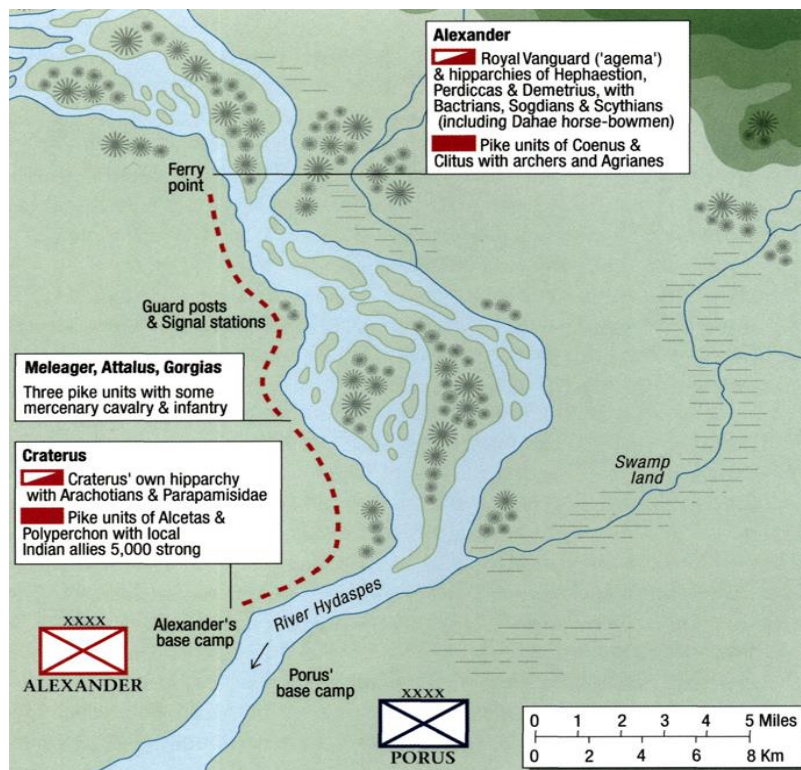 Alexander
Royal Vanguard ('agema')
& hipparchies of Hephaestion,
Perdiccas & Demetrius, with
Bactrians, Sogdians & Scythians
(including Dahae horse-bowmen)
Pike units of Coenus &
Clitus with archers and Agrianes
Ferry
point
Guard posts
& Signal stations
Meleager, Attalus, Gorgias
Three pike units with some
mercenary cavalry & infantry
Craterus
Craterus' own hipparchy
with Arachotians & Parapamisidae
Pike units of Alcetas &
Polyperchon with local
Indian allies 5,000 strong
Swamp
land
River Hydaspes
Alexander's
base camp
XXXX
ALEXANDER
Porus'
base camp
XXXX
PORUS
0 1 2 3 4 5 Miles
0 2 4 6 8 Km